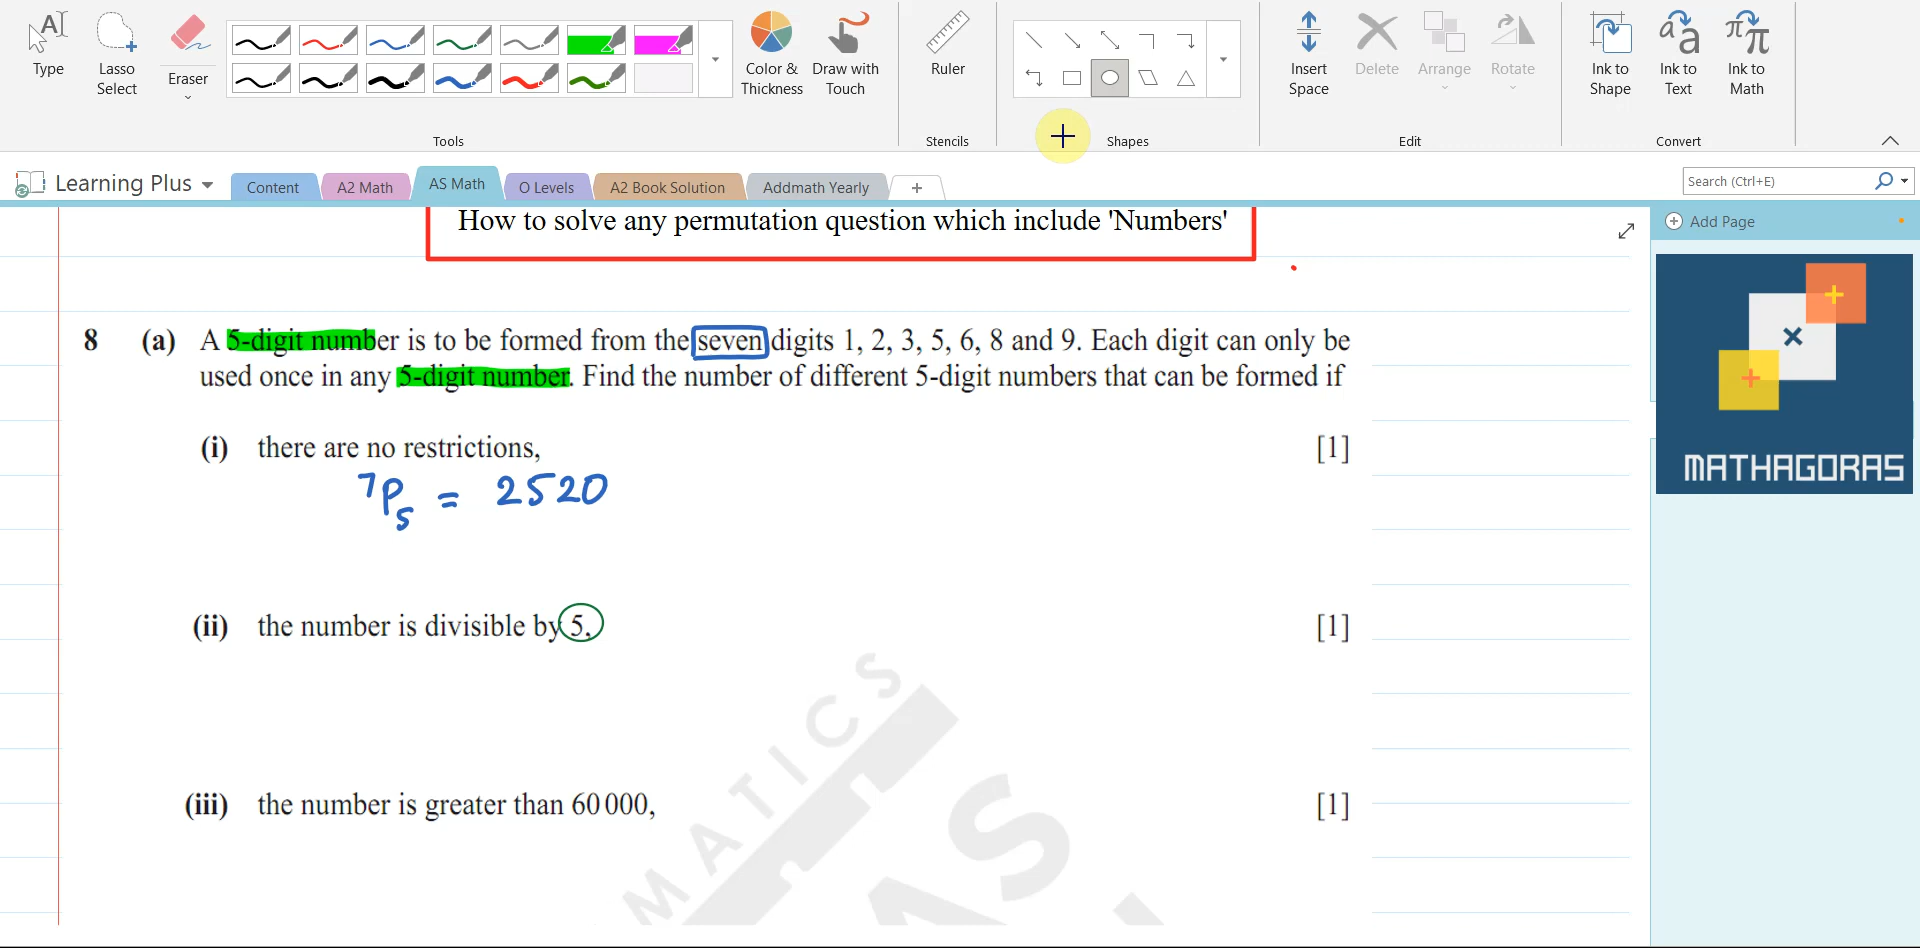 Type
Lasso Select
Eraser
Color & Thickness
Draw with Touch
Ruler
Insert Space
Delete
Arrange
Rotate
Ink to Shape
Ink to Text
Ink to Math
Tools
Stencils
Shapes
Edit
Convert
Learning Plus
Content
A2 Math
AS Math
O Levels
A2 Book Solution
Addmath Yearly
Search (Ctrl+E)
Add Page
How to solve any permutation question which include 'Numbers'
8 (a) A 5-digit number is to be formed from the seven digits 1, 2, 3, 5, 6, 8 and 9. Each digit can only be
used once in any 5-digit number. Find the number of different 5-digit numbers that can be formed if
(i) there are no restrictions, [1]
⁷P₅ = 2520
(ii) the number is divisible by 5, [1]
(iii) the number is greater than 60 000, [1]
MATHAGORAS